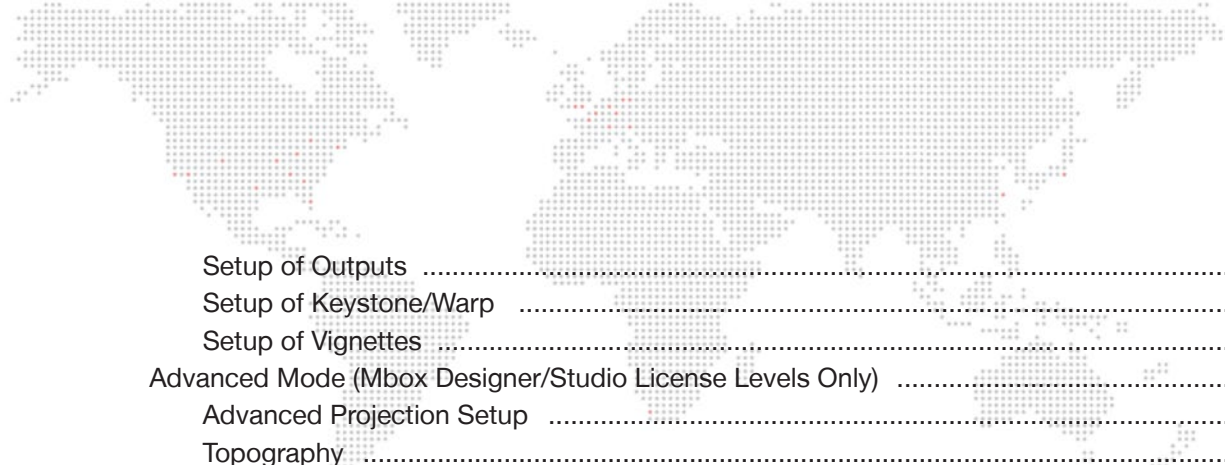 Setup of Outputs ................................................................................................
Setup of Keystone/Warp ................................................................................................
Setup of Vignettes ................................................................................................
Advanced Mode (Mbox Designer/Studio License Levels Only) ................................................
Advanced Projection Setup ................................................................................................
Topography ................................................................................................